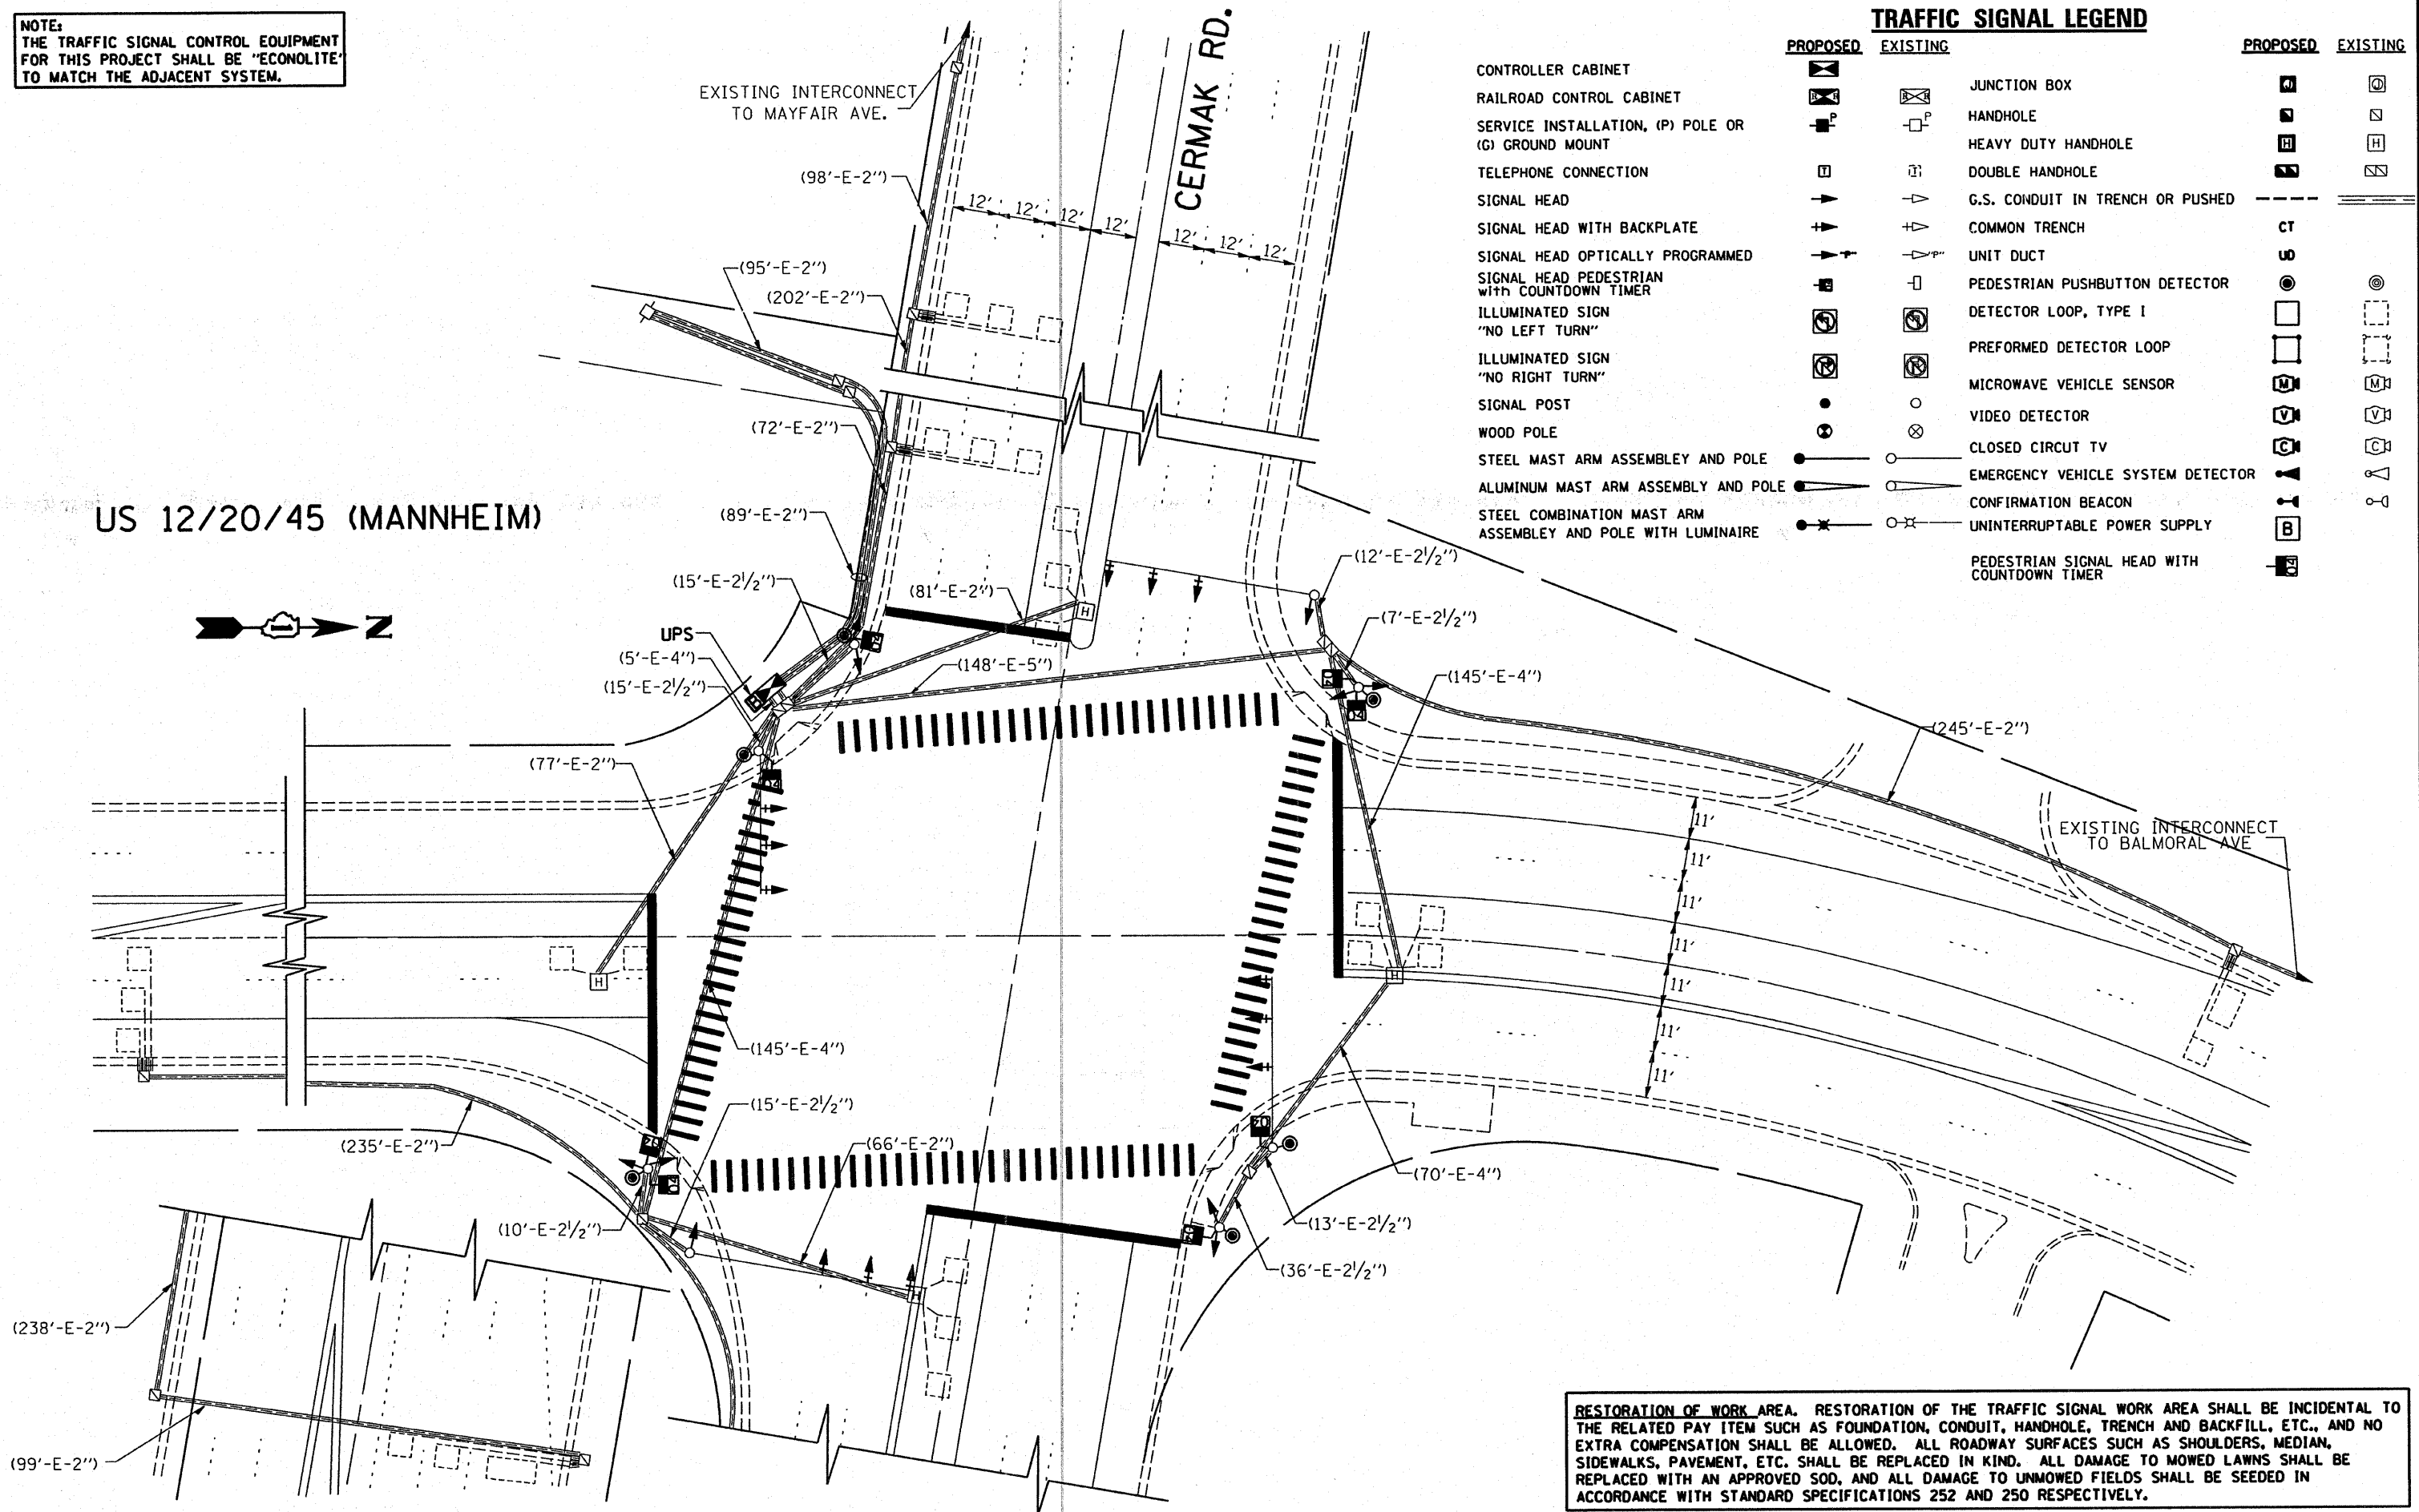 NOTE:
THE TRAFFIC SIGNAL CONTROL EQUIPMENT
FOR THIS PROJECT SHALL BE "ECONOLITE"
TO MATCH THE ADJACENT SYSTEM.
EXISTING INTERCONNECT
TO MAYFAIR AVE.
CERMAK RD.
(98'-E-2")
12' 12' 12' 12' 12' 12' 12'
(95'-E-2")
(202'-E-2")
(72'-E-2")
US 12/20/45 (MANNHEIM)
N
(89'-E-2")
(15'-E-2½")
(81'-E-2")
UPS
(5'-E-4")
(15'-E-2½")
(148'-E-5")
(12'-E-2½")
(7'-E-2½")
(145'-E-4")
(245'-E-2")
(77'-E-2")
B
H
H
H
H
EXISTING INTERCONNECT
TO BALMORAL AVE
11'
11'
11'
11'
11'
11'
11'
(145'-E-4")
(15'-E-2½")
(66'-E-2")
(235'-E-2")
(10'-E-2½")
(70'-E-4")
(13'-E-2½")
(36'-E-2½")
(238'-E-2")
(99'-E-2")
TRAFFIC SIGNAL LEGEND
PROPOSED EXISTING
CONTROLLER CABINET
RAILROAD CONTROL CABINET
SERVICE INSTALLATION, (P) POLE OR
(G) GROUND MOUNT
P P
TELEPHONE CONNECTION
T T
SIGNAL HEAD
SIGNAL HEAD WITH BACKPLATE
SIGNAL HEAD OPTICALLY PROGRAMMED
"P" "P"
SIGNAL HEAD PEDESTRIAN
with COUNTDOWN TIMER
ILLUMINATED SIGN
"NO LEFT TURN"
ILLUMINATED SIGN
"NO RIGHT TURN"
SIGNAL POST
WOOD POLE
STEEL MAST ARM ASSEMBLEY AND POLE
ALUMINUM MAST ARM ASSEMBLY AND POLE
STEEL COMBINATION MAST ARM
ASSEMBLEY AND POLE WITH LUMINAIRE
PROPOSED EXISTING
JUNCTION BOX
J J
HANDHOLE
HEAVY DUTY HANDHOLE
H H
DOUBLE HANDHOLE
G.S. CONDUIT IN TRENCH OR PUSHED
COMMON TRENCH
CT
UNIT DUCT
UD
PEDESTRIAN PUSHBUTTON DETECTOR
DETECTOR LOOP, TYPE I
PREFORMED DETECTOR LOOP
MICROWAVE VEHICLE SENSOR
M M
VIDEO DETECTOR
V V
CLOSED CIRCUT TV
C C
EMERGENCY VEHICLE SYSTEM DETECTOR
CONFIRMATION BEACON
UNINTERRUPTABLE POWER SUPPLY
B
PEDESTRIAN SIGNAL HEAD WITH
COUNTDOWN TIMER
RESTORATION OF WORK AREA. RESTORATION OF THE TRAFFIC SIGNAL WORK AREA SHALL BE INCIDENTAL TO
THE RELATED PAY ITEM SUCH AS FOUNDATION, CONDUIT, HANDHOLE, TRENCH AND BACKFILL, ETC., AND NO
EXTRA COMPENSATION SHALL BE ALLOWED. ALL ROADWAY SURFACES SUCH AS SHOULDERS, MEDIAN,
SIDEWALKS, PAVEMENT, ETC. SHALL BE REPLACED IN KIND. ALL DAMAGE TO MOWED LAWNS SHALL BE
REPLACED WITH AN APPROVED SOD, AND ALL DAMAGE TO UNMOWED FIELDS SHALL BE SEEDED IN
ACCORDANCE WITH STANDARD SPECIFICATIONS 252 AND 250 RESPECTIVELY.